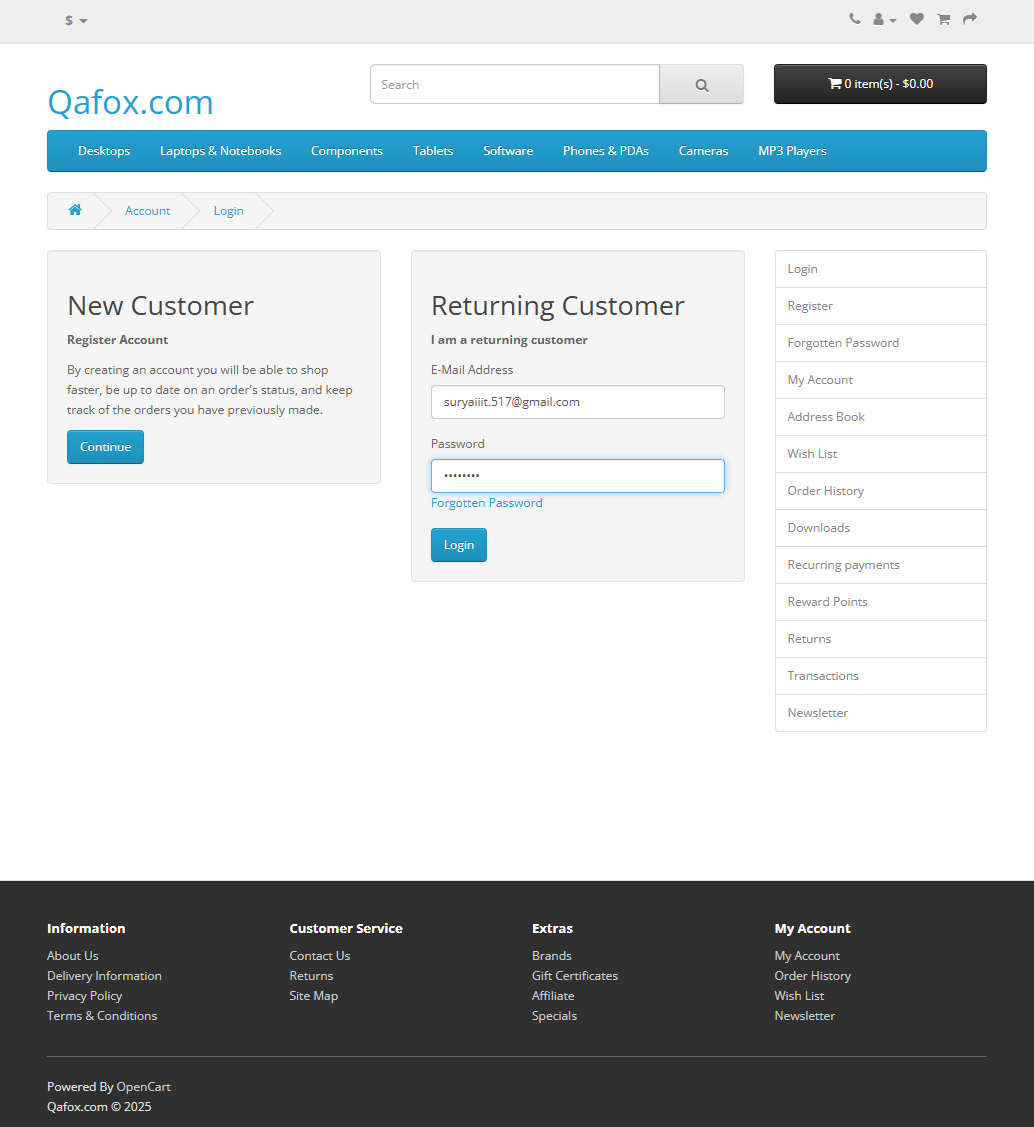 $
Search
0 item(s) - $0.00
Qafox.com
Desktops Laptops & Notebooks Components Tablets Software Phones & PDAs Cameras MP3 Players
Account Login
New Customer
Register Account
By creating an account you will be able to shop
faster, be up to date on an order's status, and keep
track of the orders you have previously made.
Continue
Returning Customer
I am a returning customer
E-Mail Address
suryaiiit.517@gmail.com
Password
••••••••
Forgotten Password
Login
Login
Register
Forgotten Password
My Account
Address Book
Wish List
Order History
Downloads
Recurring payments
Reward Points
Returns
Transactions
Newsletter
Information
About Us
Delivery Information
Privacy Policy
Terms & Conditions
Customer Service
Contact Us
Returns
Site Map
Extras
Brands
Gift Certificates
Affiliate
Specials
My Account
My Account
Order History
Wish List
Newsletter
Powered By OpenCart
Qafox.com © 2025